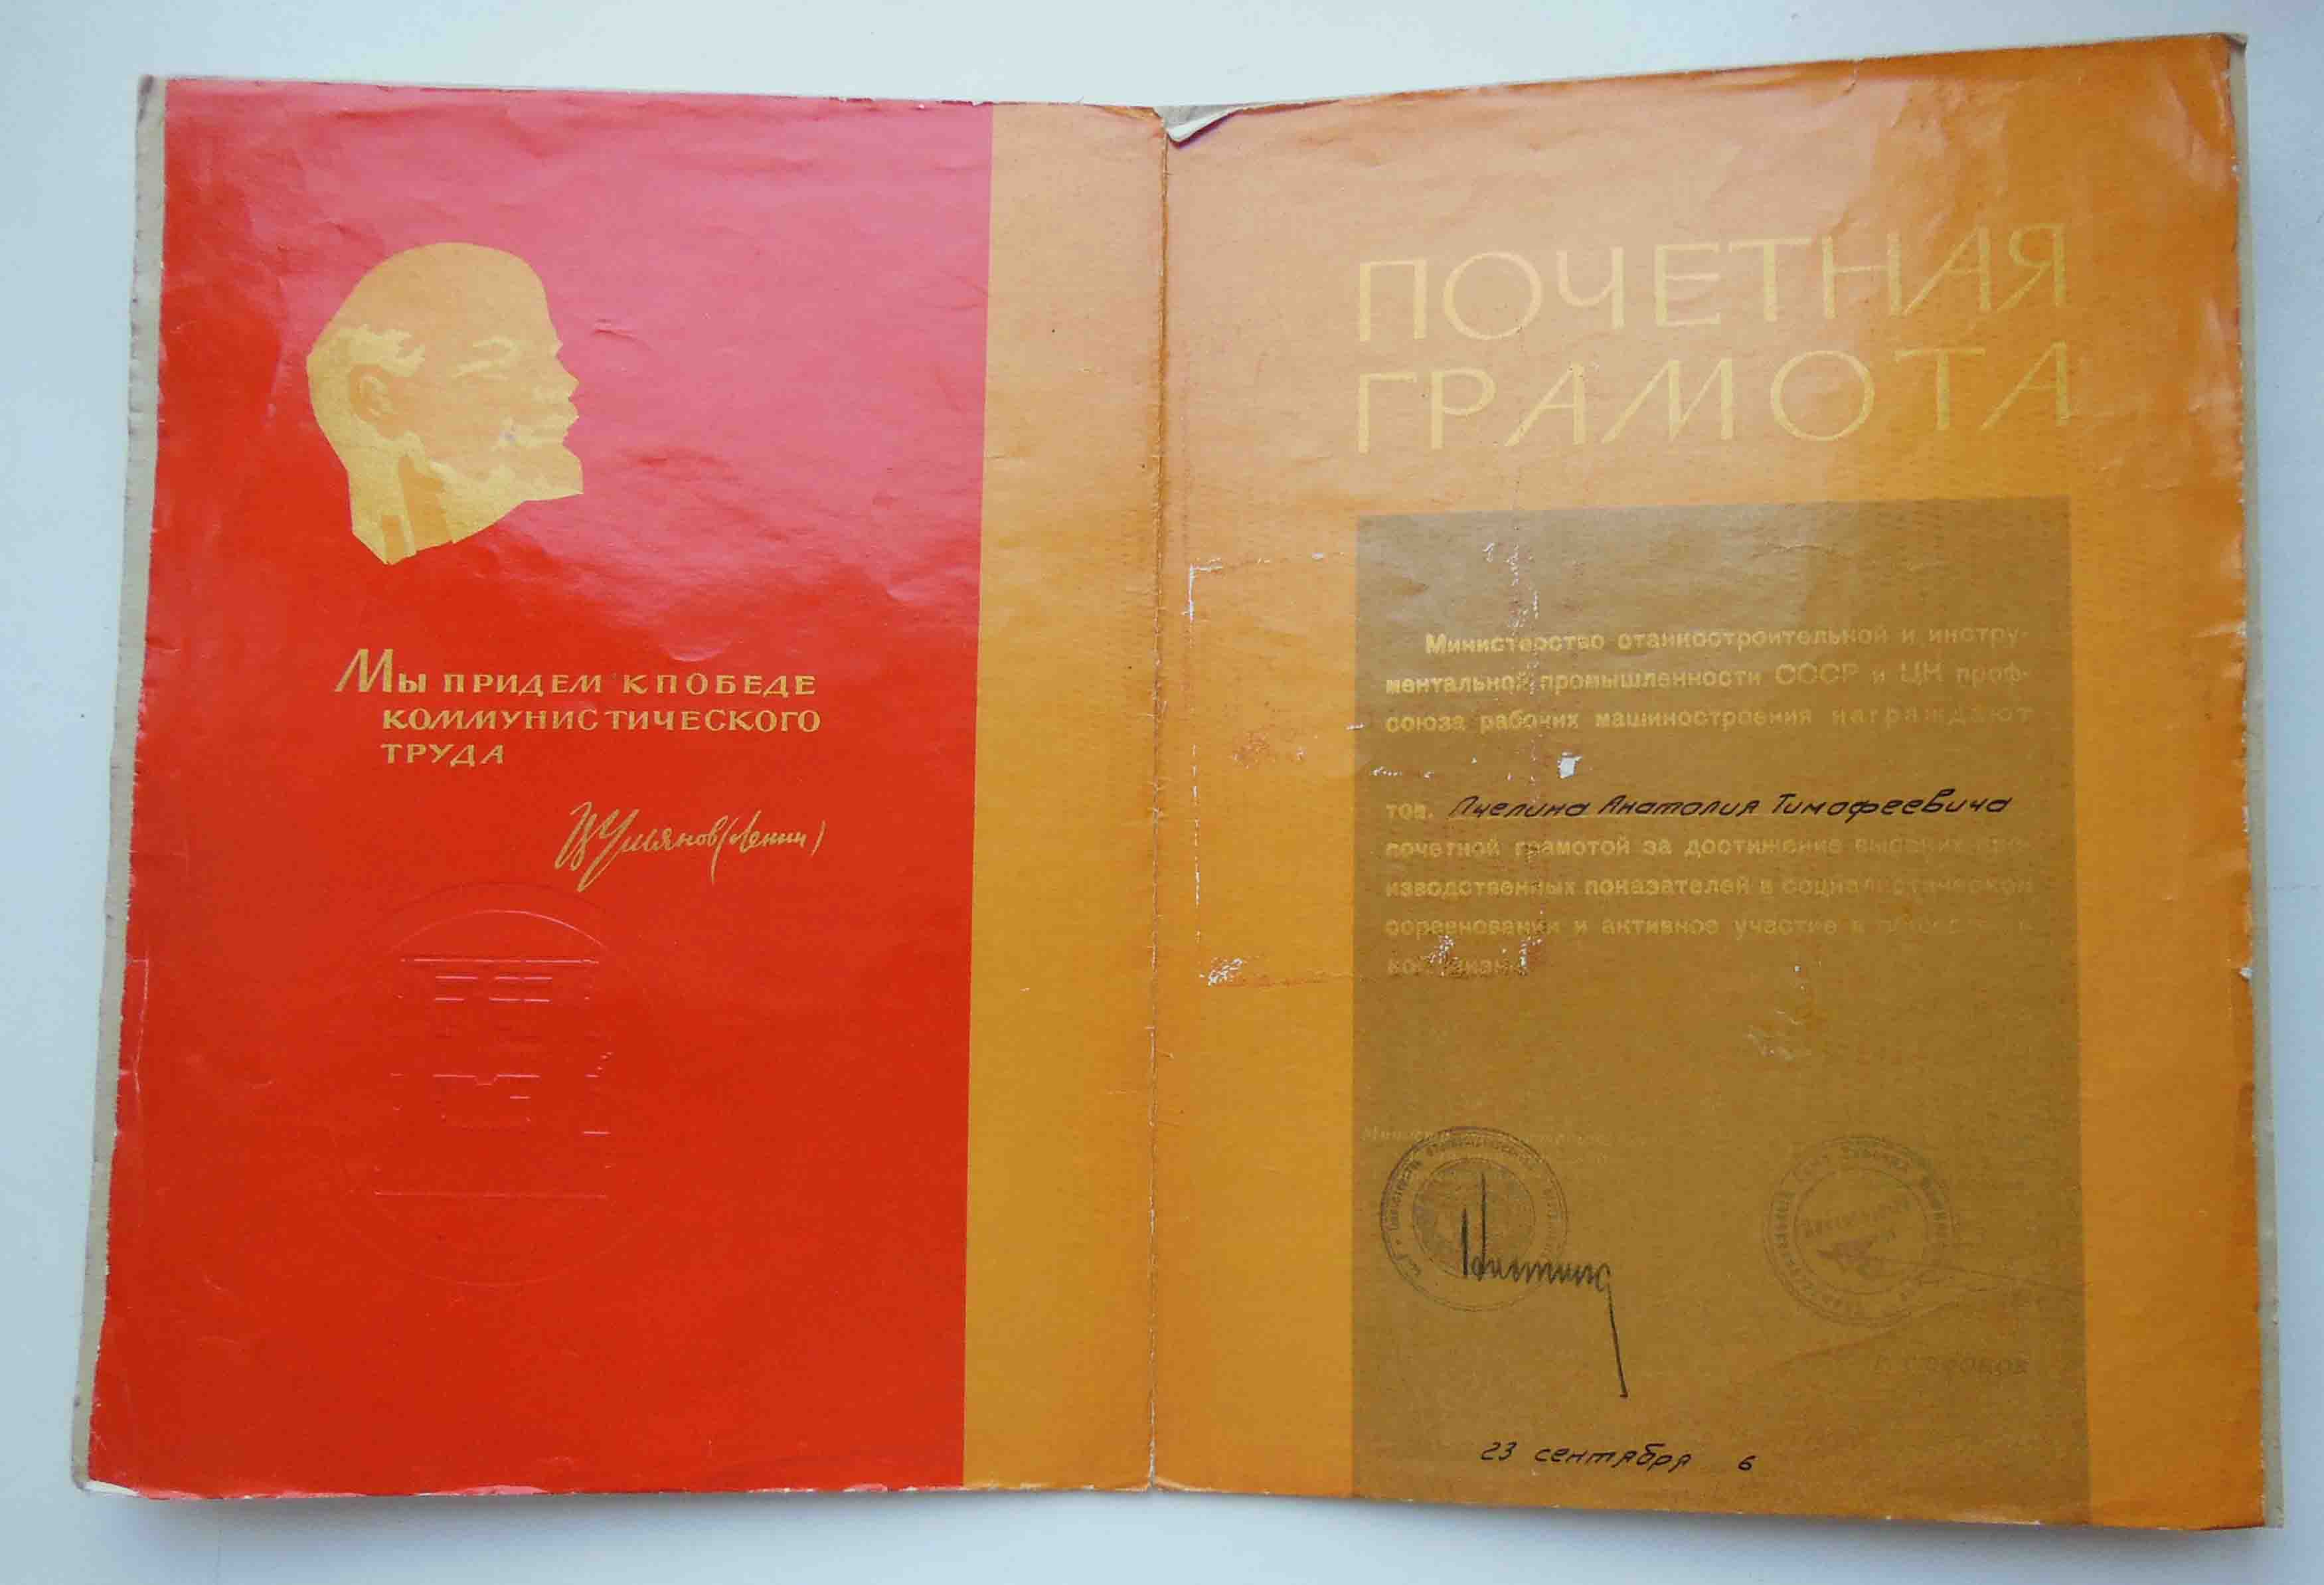 Мы придем к победе
коммунистического
труда
В Ульянов (Ленин)
ПОЧЕТНАЯ
ГРАМОТА
Министерство станкостроительной и инстру-
ментальной промышленности СССР и ЦК проф-
союза рабочих машиностроения награждают
тов. Пчелина Анатолия Тимофеевича
почетной грамотой за достижение высоких про-
изводственных показателей в социалистическом
соревновании и активное участие в
23 сентября 6